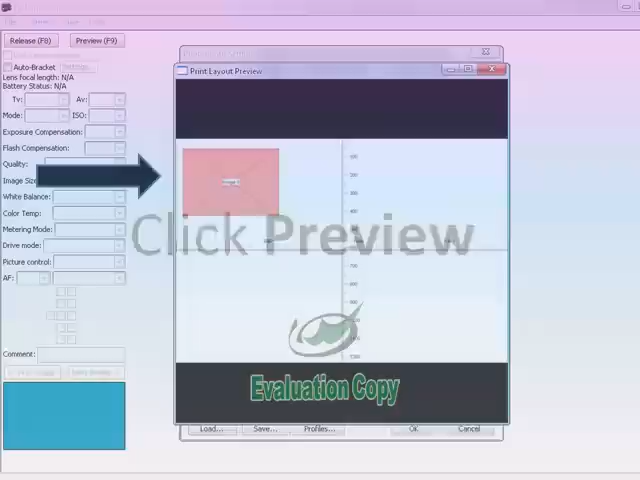 Release (F8)
Preview (F9)
Auto-Bracket
Settings...
Lens focal length: N/A
Battery Status: N/A
Tv:
Av:
Mode:
ISO:
Exposure Compensation:
Flash Compensation:
Quality:
Image Size
White Balance:
Color Temp:
Metering Mode:
Drive mode:
Picture control:
AF:
Comment:
Print Layout Preview
Click Preview
Evaluation Copy
Load...
Save...
Profiles...
OK
Cancel